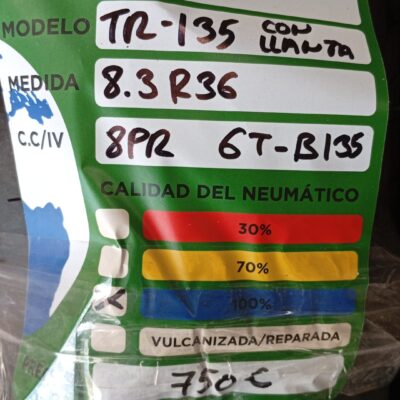 MODELO TR-135 CON LLANTA
MEDIDA 8.3 R36
C.C/IV 8PR 6T-B135
CALIDAD DEL NEUMÁTICO
30%
70%
X 100%
VULCANIZADA/REPARADA
750€